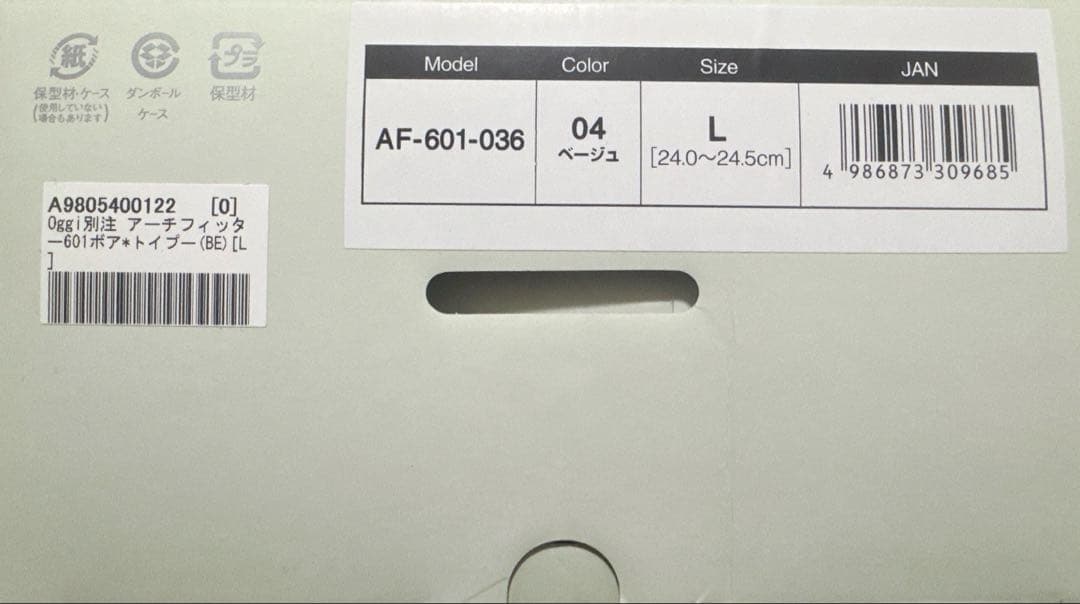 紙
プラ
保型材・ケース
(使用していない
場合もあります)
ダンボール
ケース
保型材
Model
Color
Size
JAN
AF-601-036
04
ベージュ
L
[24.0～24.5cm]
4 986873 309685
A9805400122 [0]
Oggi別注 アーチフィッタ
ー601ボア*トイプー(BE)[L
]